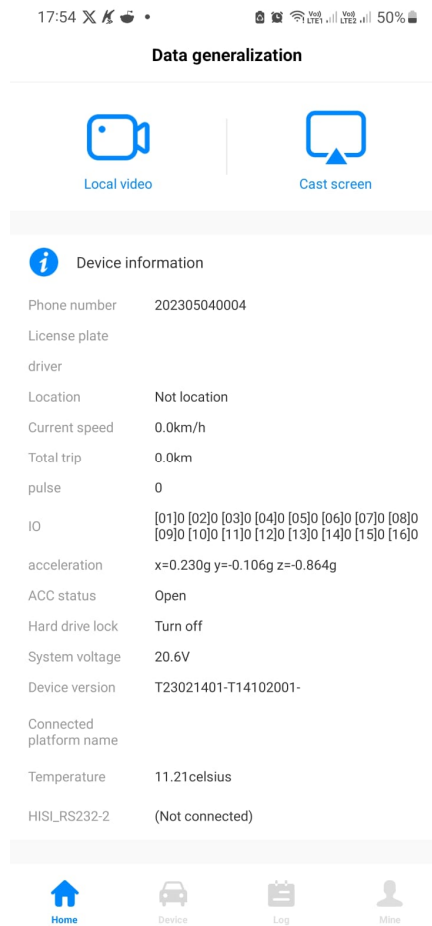 17:54
Vo)) LTE1 Vo)) LTE2 50%
Data generalization
Local video
Cast screen
Device information
Phone number 202305040004
License plate
driver
Location Not location
Current speed 0.0km/h
Total trip 0.0km
pulse 0
IO [01]0 [02]0 [03]0 [04]0 [05]0 [06]0 [07]0 [08]0
[09]0 [10]0 [11]0 [12]0 [13]0 [14]0 [15]0 [16]0
acceleration x=0.230g y=-0.106g z=-0.864g
ACC status Open
Hard drive lock Turn off
System voltage 20.6V
Device version T23021401-T14102001-
Connected
platform name
Temperature 11.21celsius
HISI_RS232-2 (Not connected)
Home
Device
Log
Mine